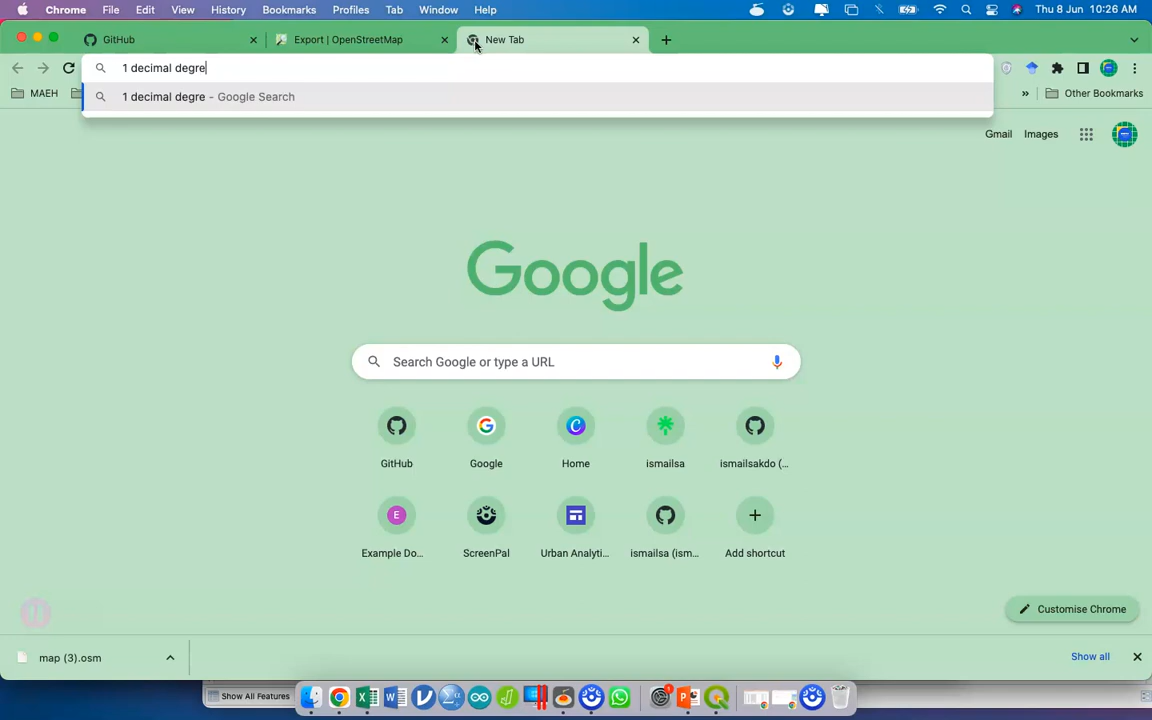 Chrome File Edit View History Bookmarks Profiles Tab Window Help Thu 8 Jun 10:26 AM
GitHub Export | OpenStreetMap New Tab
1 decimal degre
1 decimal degre - Google Search
MAEH » Other Bookmarks
Gmail Images
Google
Search Google or type a URL
GitHub Google Home ismailsa ismailsakdo (...
E
Example Do... ScreenPal Urban Analyti... ismailsa (ism... Add shortcut
Customise Chrome
map (3).osm Show all
Show All Features